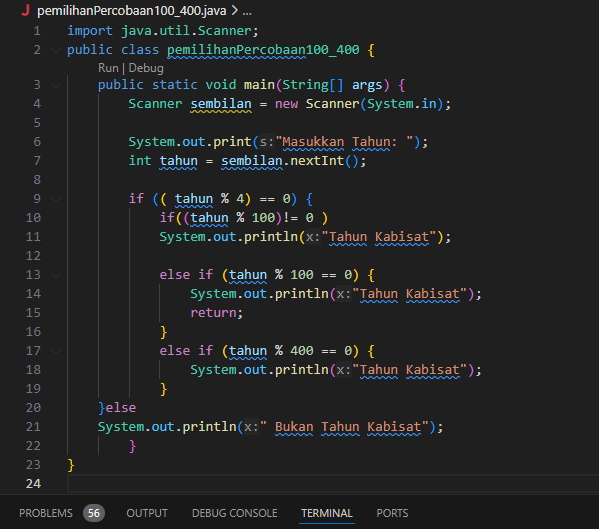 pemilihanPercobaan100_400.java > ...
1 import java.util.Scanner;
2 public class pemilihanPercobaan100_400 {
Run | Debug
3 public static void main(String[] args) {
4 Scanner sembilan = new Scanner(System.in);
5
6 System.out.print(s:"Masukkan Tahun: ");
7 int tahun = sembilan.nextInt();
8
9 if (( tahun % 4) == 0) {
10 if((tahun % 100)!= 0 )
11 System.out.println(x:"Tahun Kabisat");
12
13 else if (tahun % 100 == 0) {
14 System.out.println(x:"Tahun Kabisat");
15 return;
16 }
17 else if (tahun % 400 == 0) {
18 System.out.println(x:"Tahun Kabisat");
19 }
20 }else
21 System.out.println(x:" Bukan Tahun Kabisat");
22 }
23 }
24
PROBLEMS 56 OUTPUT DEBUG CONSOLE TERMINAL PORTS